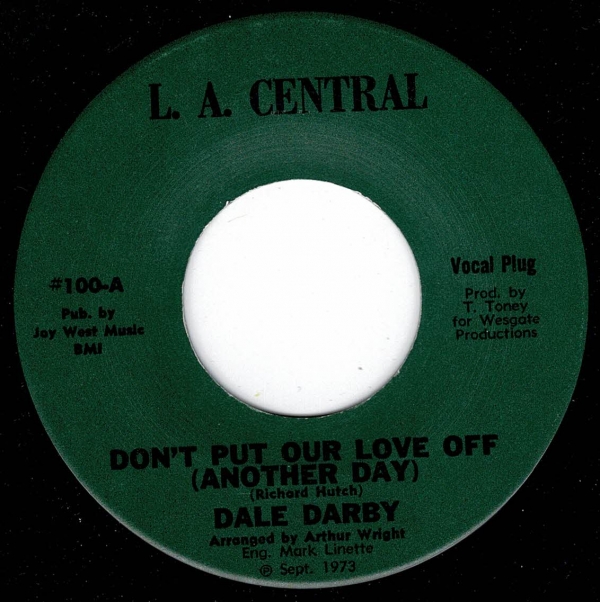 L. A. CENTRAL
#100-A
Pub. by
Joy West Music
BMI
Vocal Plug
Prod. by
T. Toney
for Wesgate
Productions
DON'T PUT OUR LOVE OFF
(ANOTHER DAY)
(Richard Hutch)
DALE DARBY
Arranged by Arthur Wright
Eng. Mark Linette
℗ Sept. 1973